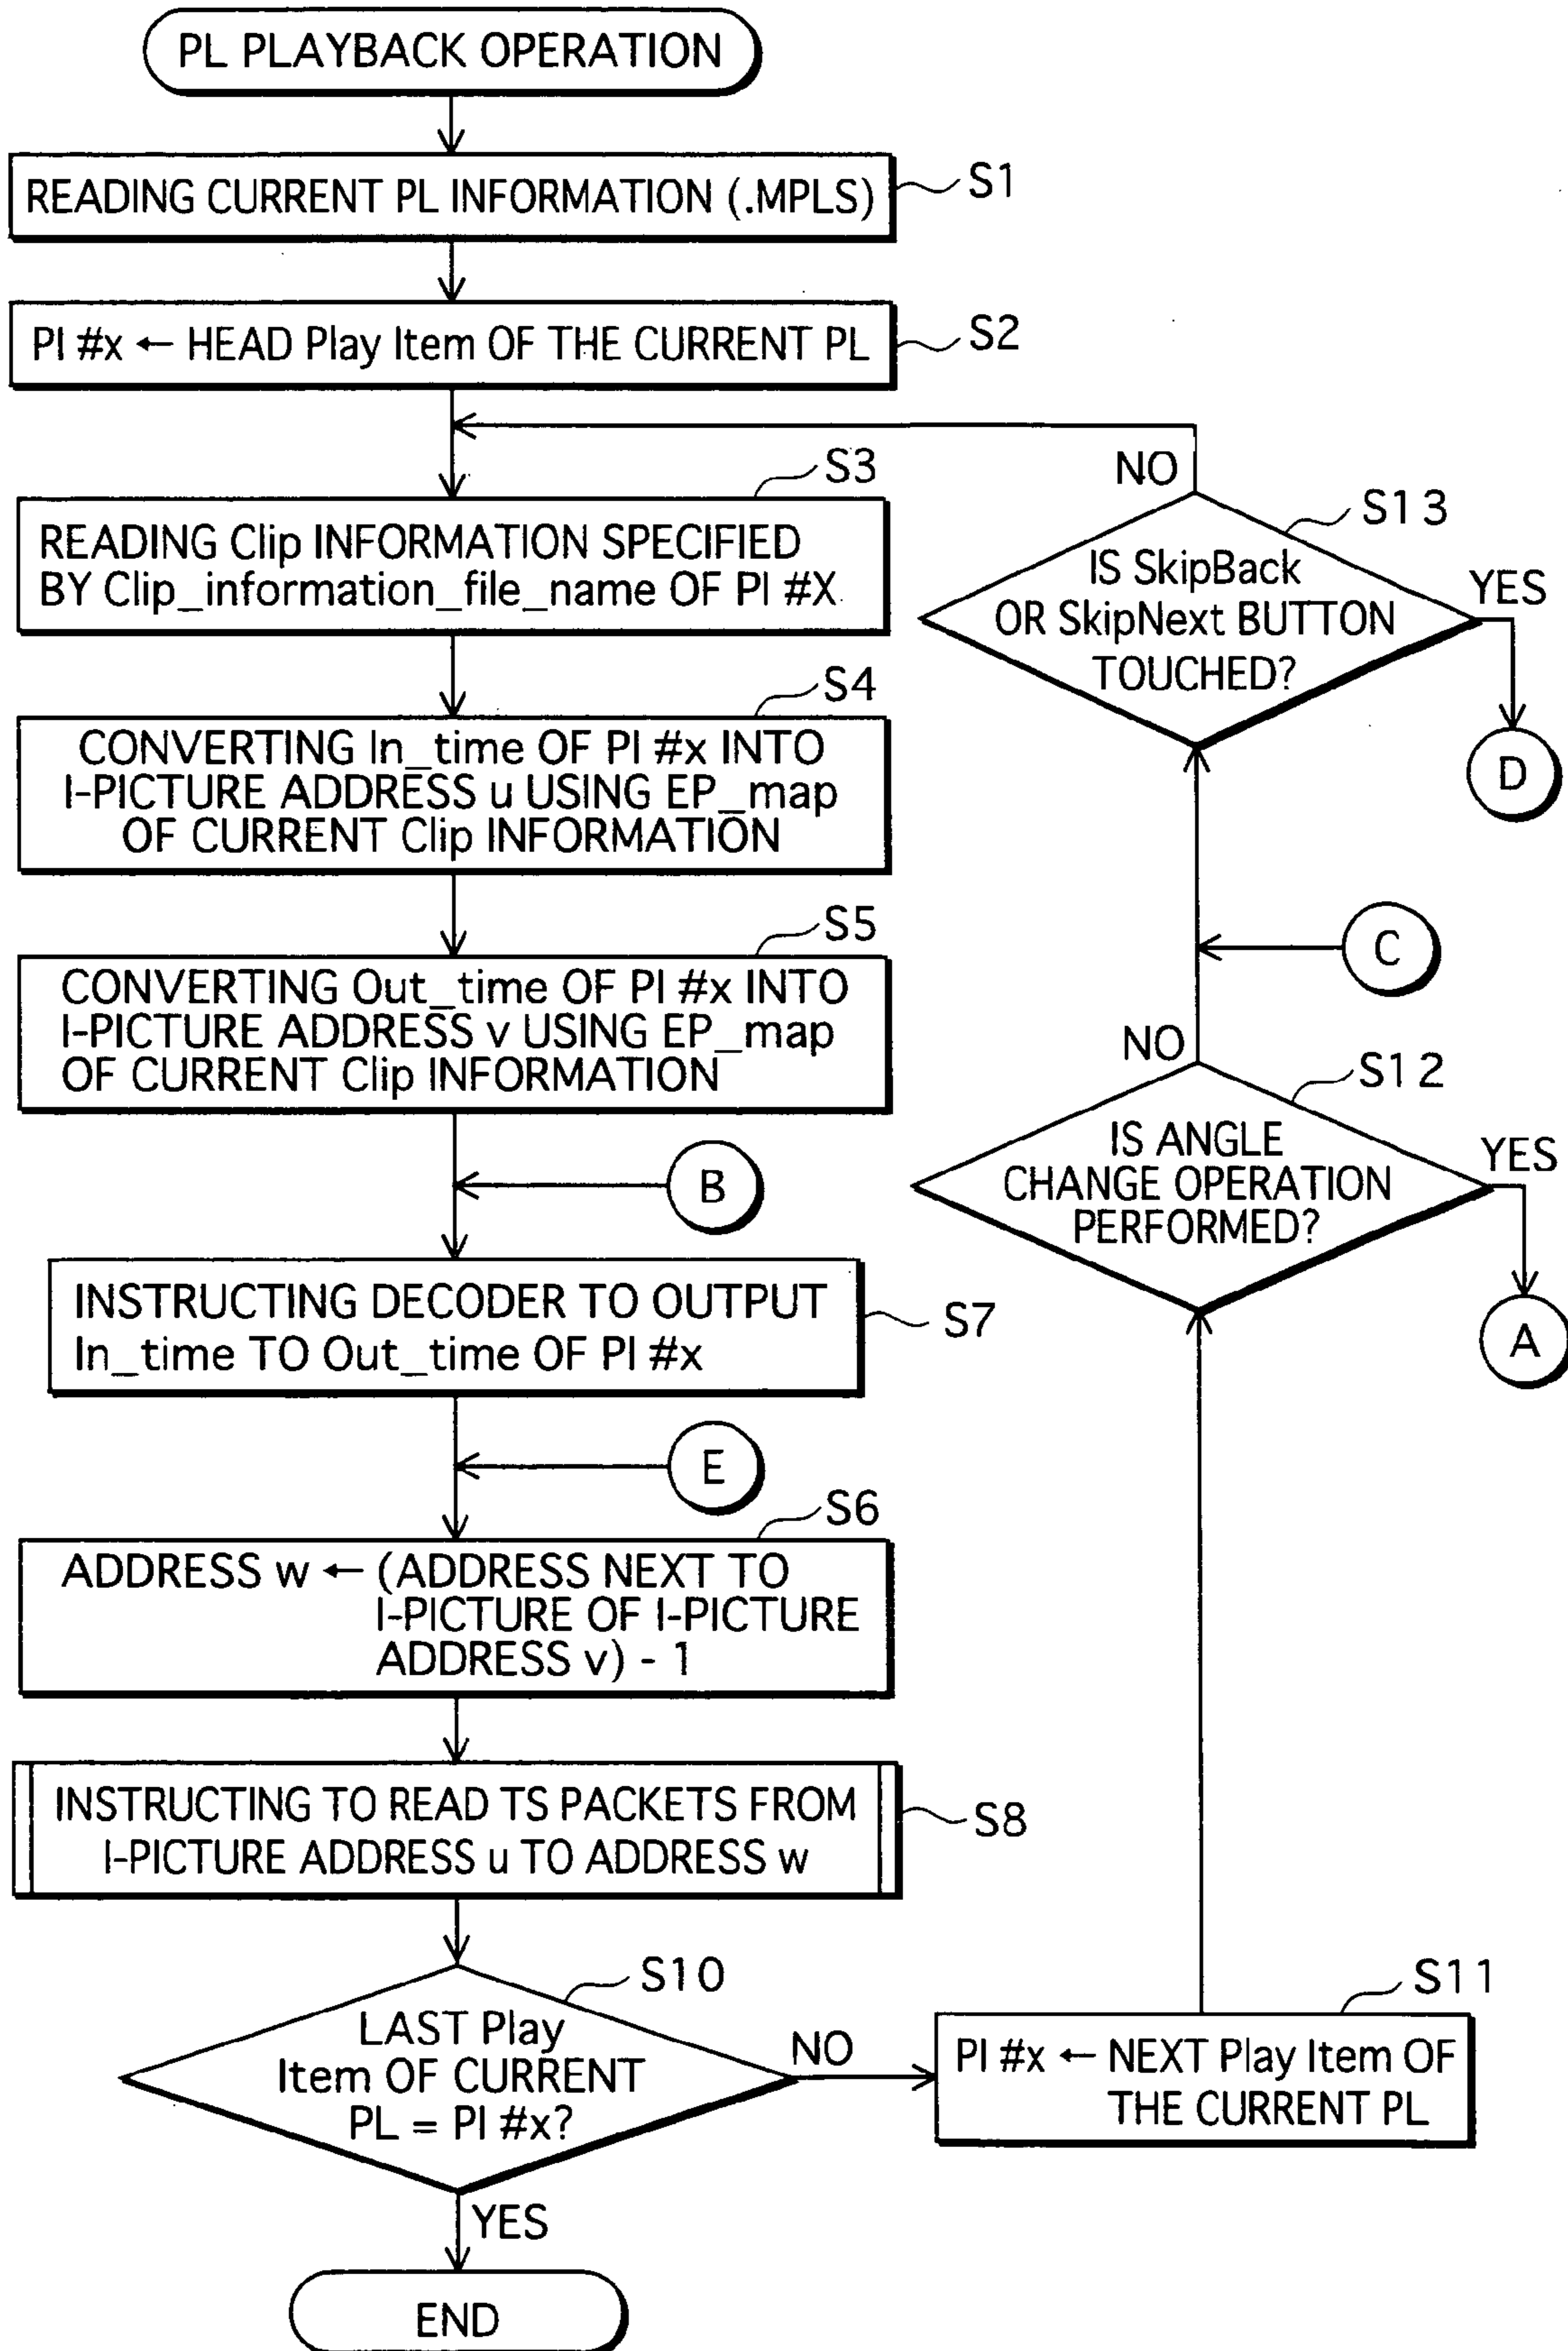 PL PLAYBACK OPERATION
READING CURRENT PL INFORMATION (.MPLS)
S1
PI #x ← HEAD Play Item OF THE CURRENT PL
S2
S3
READING Clip INFORMATION SPECIFIED
BY Clip_information_file_name OF PI #X
S4
CONVERTING In_time OF PI #x INTO
I-PICTURE ADDRESS u USING EP_map
OF CURRENT Clip INFORMATION
S5
CONVERTING Out_time OF PI #x INTO
I-PICTURE ADDRESS v USING EP_map
OF CURRENT Clip INFORMATION
B
INSTRUCTING DECODER TO OUTPUT
In_time TO Out_time OF PI #x
S7
E
S6
ADDRESS w ← (ADDRESS NEXT TO
I-PICTURE OF I-PICTURE
ADDRESS v) - 1
INSTRUCTING TO READ TS PACKETS FROM
I-PICTURE ADDRESS u TO ADDRESS w
S8
S10
LAST Play
Item OF CURRENT
PL = PI #x?
NO
YES
END
S11
PI #x ← NEXT Play Item OF
THE CURRENT PL
S12
IS ANGLE
CHANGE OPERATION
PERFORMED?
YES
A
NO
C
S13
IS SkipBack
OR SkipNext BUTTON
TOUCHED?
YES
D
NO